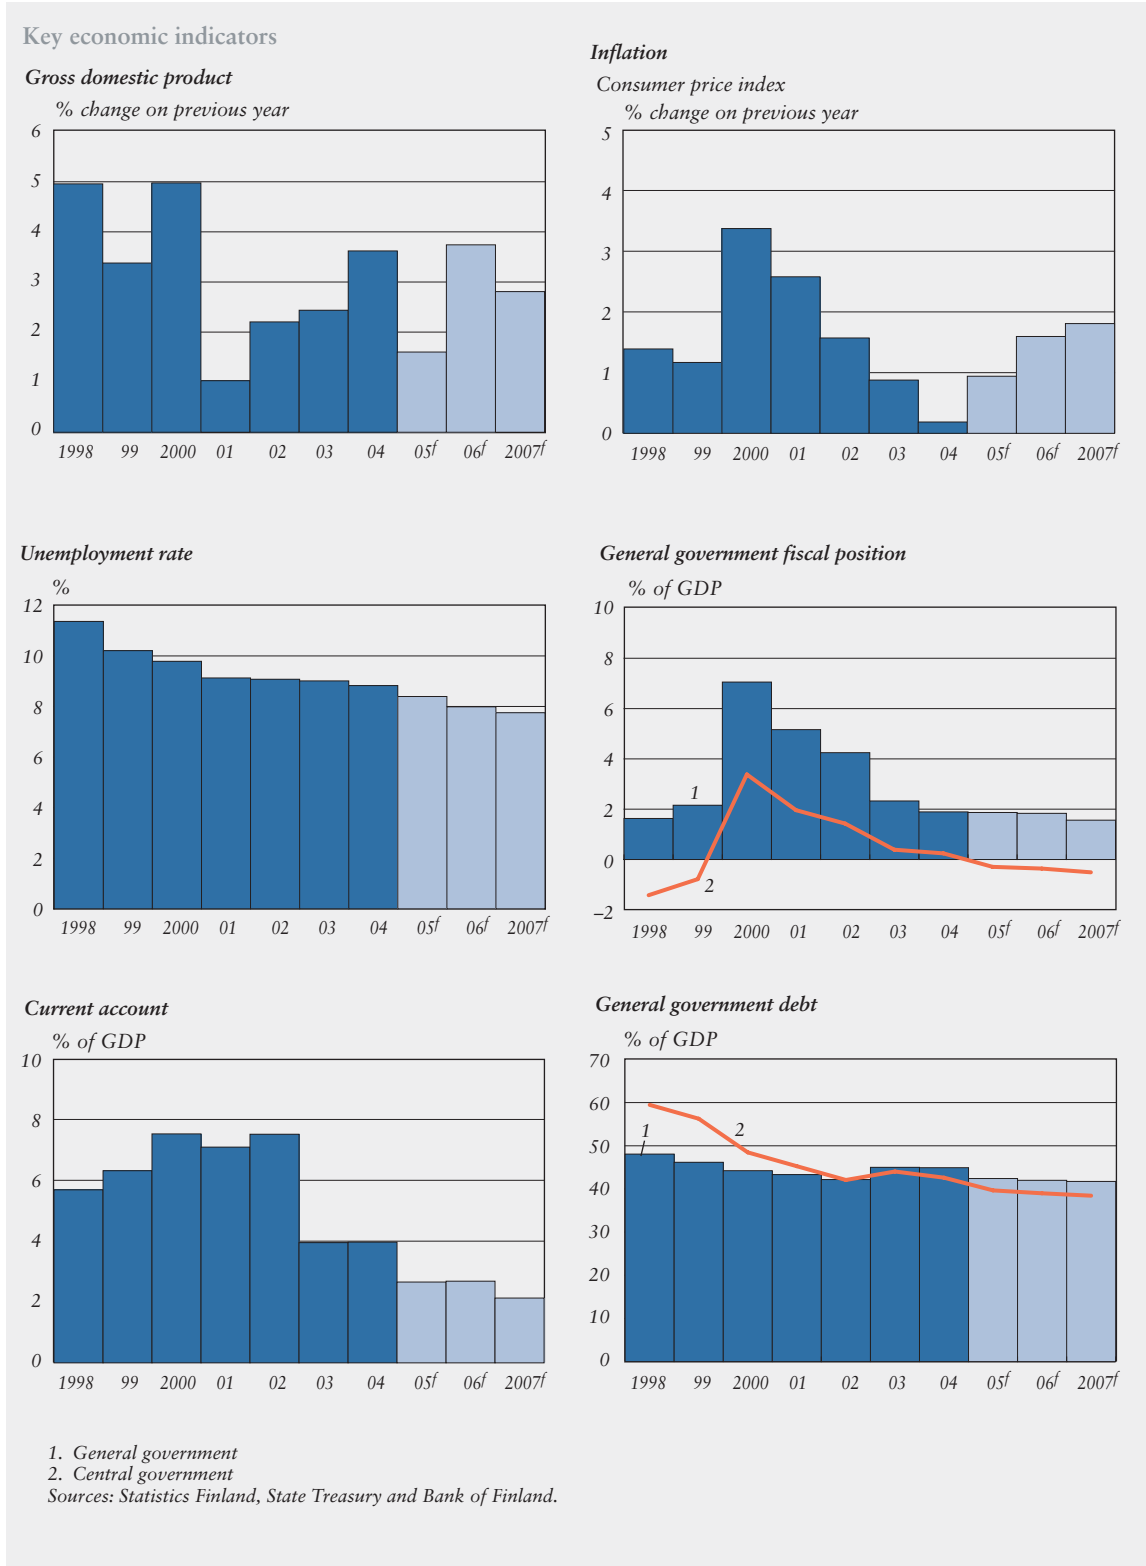 Key economic indicators
Gross domestic product
% change on previous year
6
5
4
3
2
1
0
1998 99 2000 01 02 03 04 05f 06f 2007f
Inflation
Consumer price index
% change on previous year
5
4
3
2
1
0
1998 99 2000 01 02 03 04 05f 06f 2007f
Unemployment rate
%
12
10
8
6
4
2
0
1998 99 2000 01 02 03 04 05f 06f 2007f
General government fiscal position
% of GDP
10
8
6
4
2
0
–2
1
2
1998 99 2000 01 02 03 04 05f 06f 2007f
Current account
% of GDP
10
8
6
4
2
0
1998 99 2000 01 02 03 04 05f 06f 2007f
General government debt
% of GDP
70
60
50
40
30
20
10
0
1
2
1998 99 2000 01 02 03 04 05f 06f 2007f
1. General government
2. Central government
Sources: Statistics Finland, State Treasury and Bank of Finland.